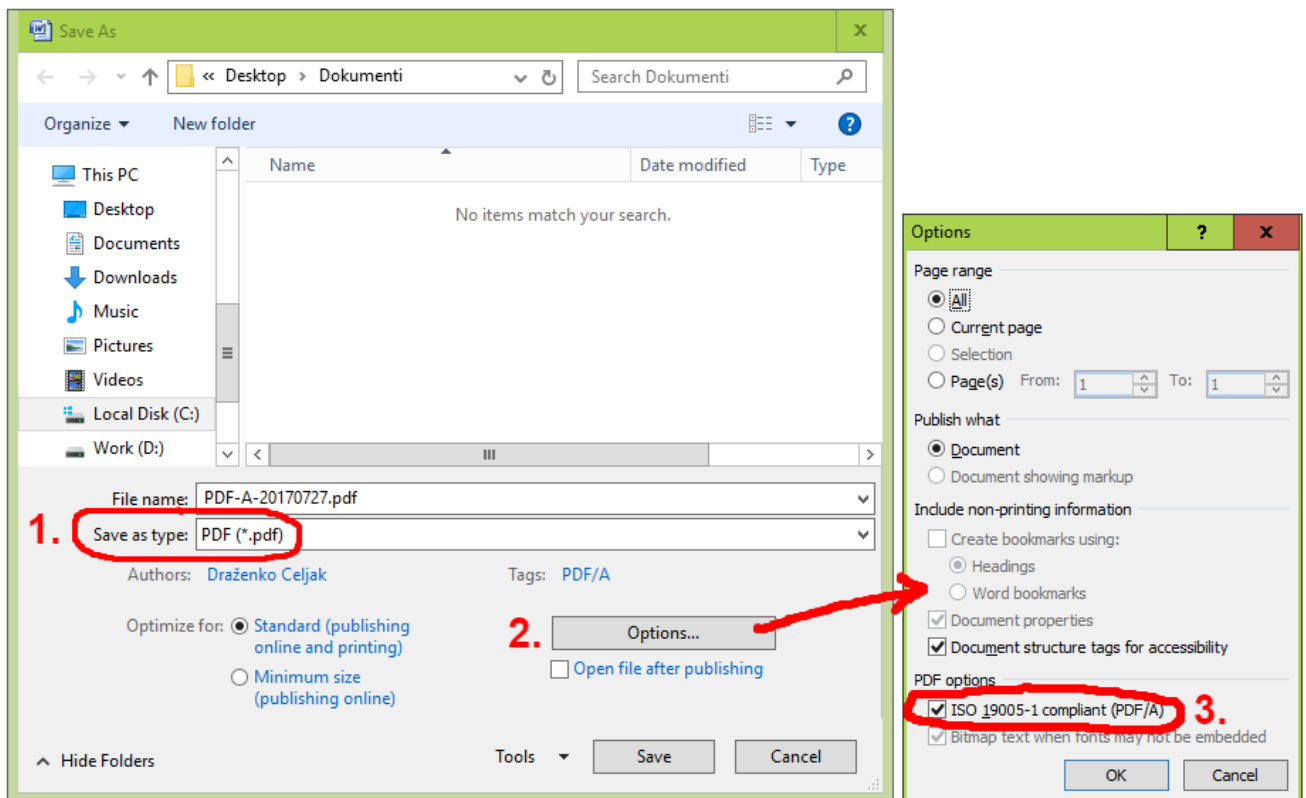 Save As
« Desktop › Dokumenti
Search Dokumenti
Organize
New folder
Name
Date modified
Type
This PC
Desktop
Documents
Downloads
Music
Pictures
Videos
Local Disk (C:)
Work (D:)
No items match your search.
File name: PDF-A-20170727.pdf
1. Save as type: PDF (*.pdf)
Authors: Draženko Celjak
Tags: PDF/A
Optimize for: Standard (publishing
online and printing)
Minimum size
(publishing online)
2. Options...
Open file after publishing
Hide Folders
Tools
Save
Cancel
Options ? x
Page range
All
Current page
Selection
Page(s) From: 1 To: 1
Publish what
Document
Document showing markup
Include non-printing information
Create bookmarks using:
Headings
Word bookmarks
Document properties
Document structure tags for accessibility
PDF options
ISO 19005-1 compliant (PDF/A) 3.
Bitmap text when fonts may not be embedded
OK
Cancel